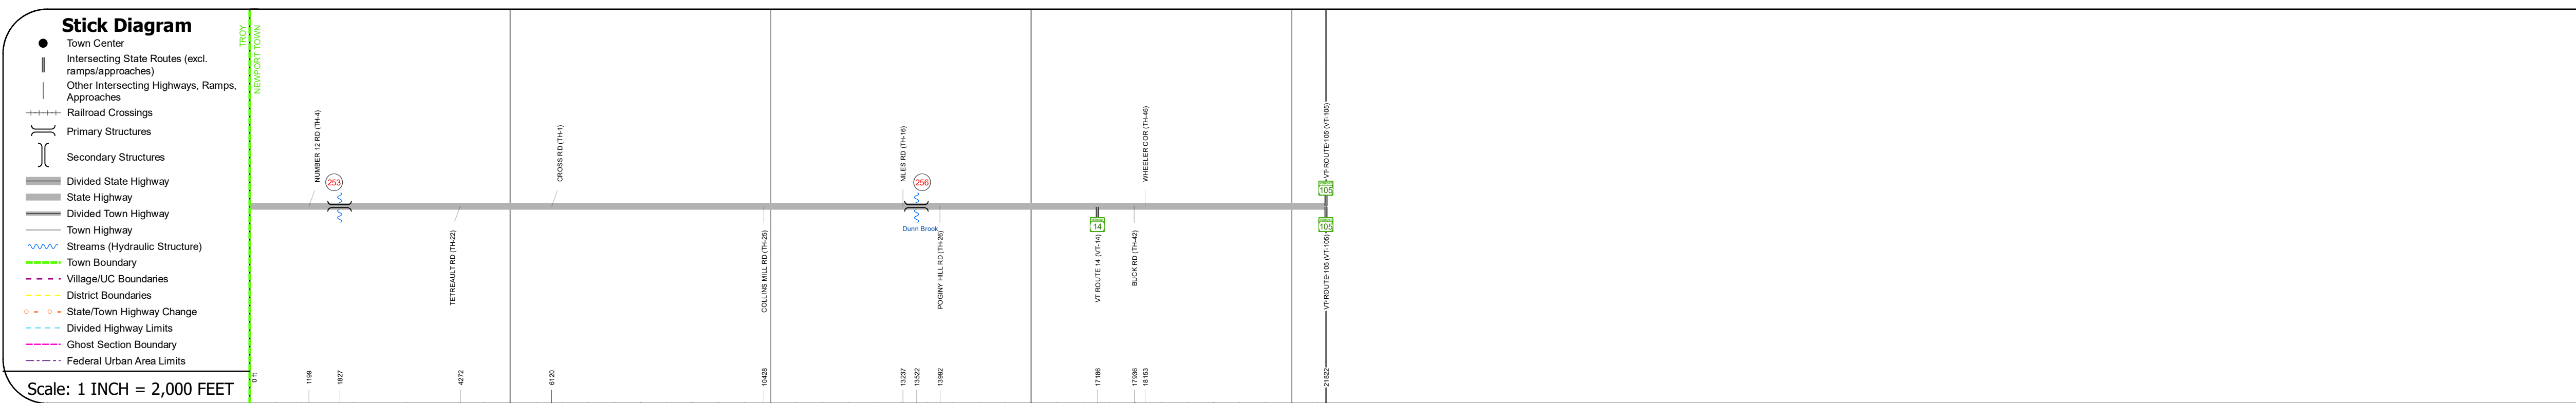 Stick Diagram
Town Center
Intersecting State Routes (excl.
ramps/approaches)
Other Intersecting Highways, Ramps,
Approaches
Railroad Crossings
Primary Structures
Secondary Structures
Divided State Highway
State Highway
Divided Town Highway
Town Highway
Streams (Hydraulic Structure)
Town Boundary
Village/UC Boundaries
District Boundaries
State/Town Highway Change
Divided Highway Limits
Ghost Section Boundary
Federal Urban Area Limits
Scale: 1 INCH = 2,000 FEET
TROY
NEWPORT TOWN
NUMBER 12 RD (TH-4)
253
TETREAULT RD (TH-22)
CROSS RD (TH-1)
COLLINS MILL RD (TH-25)
NILES RD (TH-16)
256
Dunn Brook
POGINY HILL RD (TH-26)
14
VT ROUTE 14 (VT-14)
BUCK RD (TH-42)
WHEELER COR (TH-46)
VT ROUTE-105 (VT-105)
105
105
VT-ROUTE-105 (VT-105)
0 ft
1199
1827
4272
6120
10428
13237
13522
13992
17186
17936
18153
21822